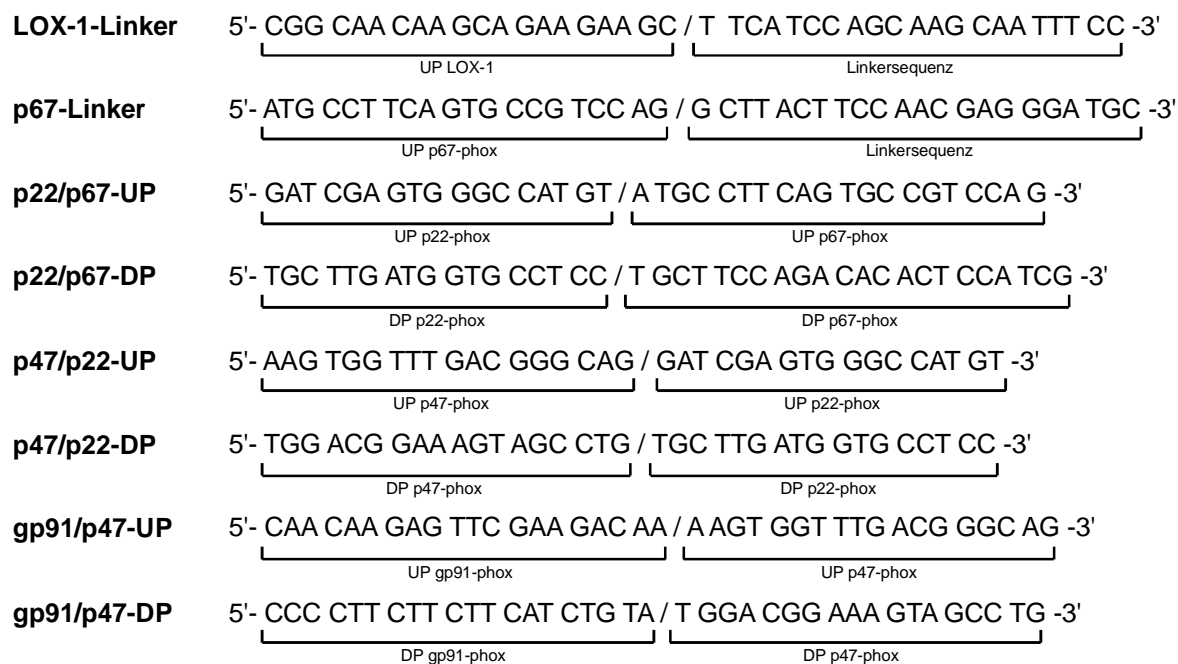 LOX-1-Linker 5'- CGG CAA CAA GCA GAA GAA GC / T TCA TCC AGC AAG CAA TTT CC -3'
UP LOX-1 Linkersequenz
p67-Linker 5'- ATG CCT TCA GTG CCG TCC AG / G CTT ACT TCC AAC GAG GGA TGC -3'
UP p67-phox Linkersequenz
p22/p67-UP 5'- GAT CGA GTG GGC CAT GT / A TGC CTT CAG TGC CGT CCA G -3'
UP p22-phox UP p67-phox
p22/p67-DP 5'- TGC TTG ATG GTG CCT CC / T GCT TCC AGA CAC ACT CCA TCG -3'
DP p22-phox DP p67-phox
p47/p22-UP 5'- AAG TGG TTT GAC GGG CAG / GAT CGA GTG GGC CAT GT -3'
UP p47-phox UP p22-phox
p47/p22-DP 5'- TGG ACG GAA AGT AGC CTG / TGC TTG ATG GTG CCT CC -3'
DP p47-phox DP p22-phox
gp91/p47-UP 5'- CAA CAA GAG TTC GAA GAC AA / A AGT GGT TTG ACG GGC AG -3'
UP gp91-phox UP p47-phox
gp91/p47-DP 5'- CCC CTT CTT CTT CAT CTG TA / T GGA CGG AAA GTA GCC TG -3'
DP gp91-phox DP p47-phox